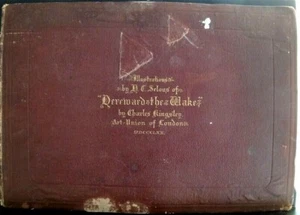 Illustrations
by H. C. Selous of
"Hereward the Wake"
by Charles Kingsley.
Art-Union of London
MDCCCLXX.